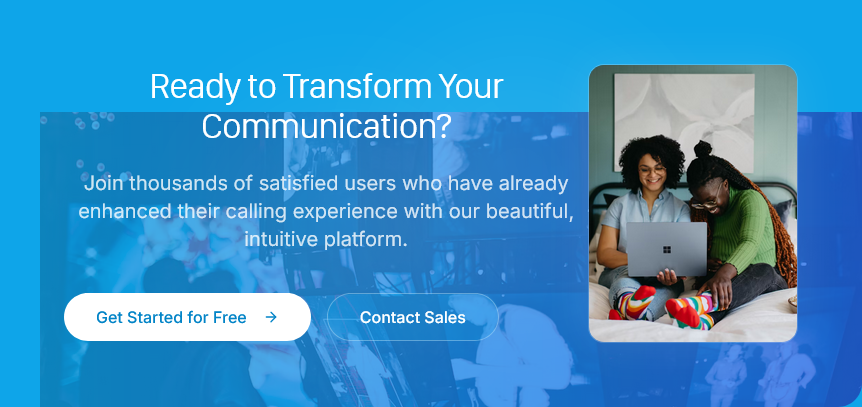 Ready to Transform Your
Communication?
Join thousands of satisfied users who have already
enhanced their calling experience with our beautiful,
intuitive platform.
Get Started for Free
Contact Sales